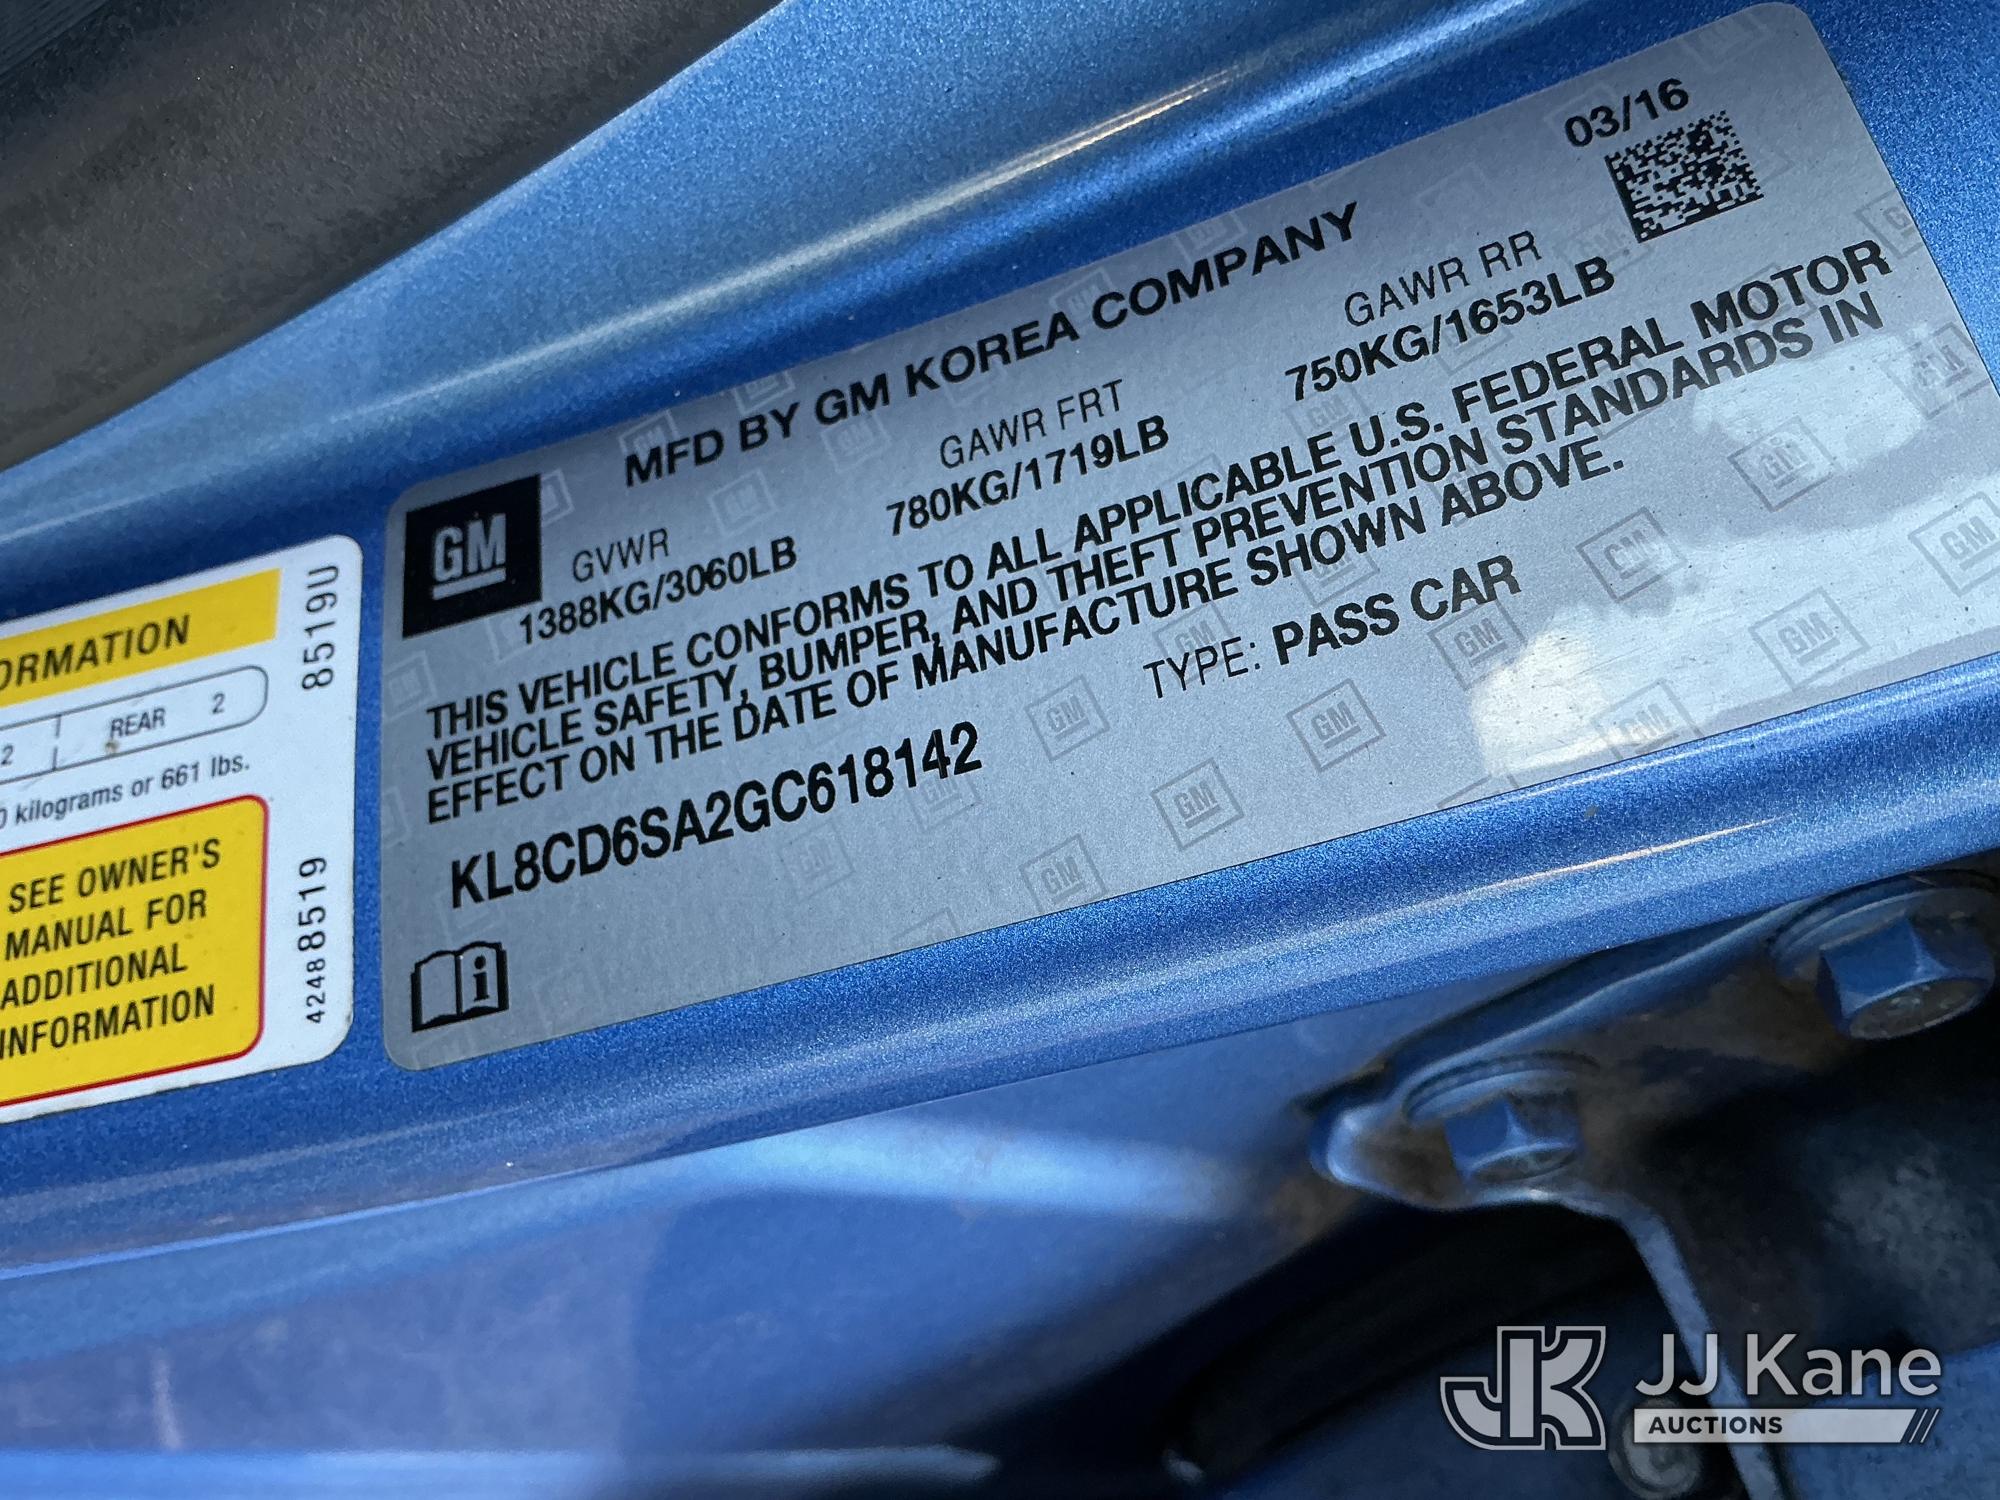 03/16
MFD BY GM KOREA COMPANY
GM
GVWR GAWR FRT GAWR RR
1388KG/3060LB 780KG/1719LB 750KG/1653LB
THIS VEHICLE CONFORMS TO ALL APPLICABLE U.S. FEDERAL MOTOR
VEHICLE SAFETY, BUMPER, AND THEFT PREVENTION STANDARDS IN
EFFECT ON THE DATE OF MANUFACTURE SHOWN ABOVE.
KL8CD6SA2GC618142 TYPE: PASS CAR
i
ORMATION
2 REAR 2
0 kilograms or 661 lbs.
SEE OWNER'S
MANUAL FOR
ADDITIONAL
INFORMATION
8519U
42488519
JK JJ Kane
AUCTIONS